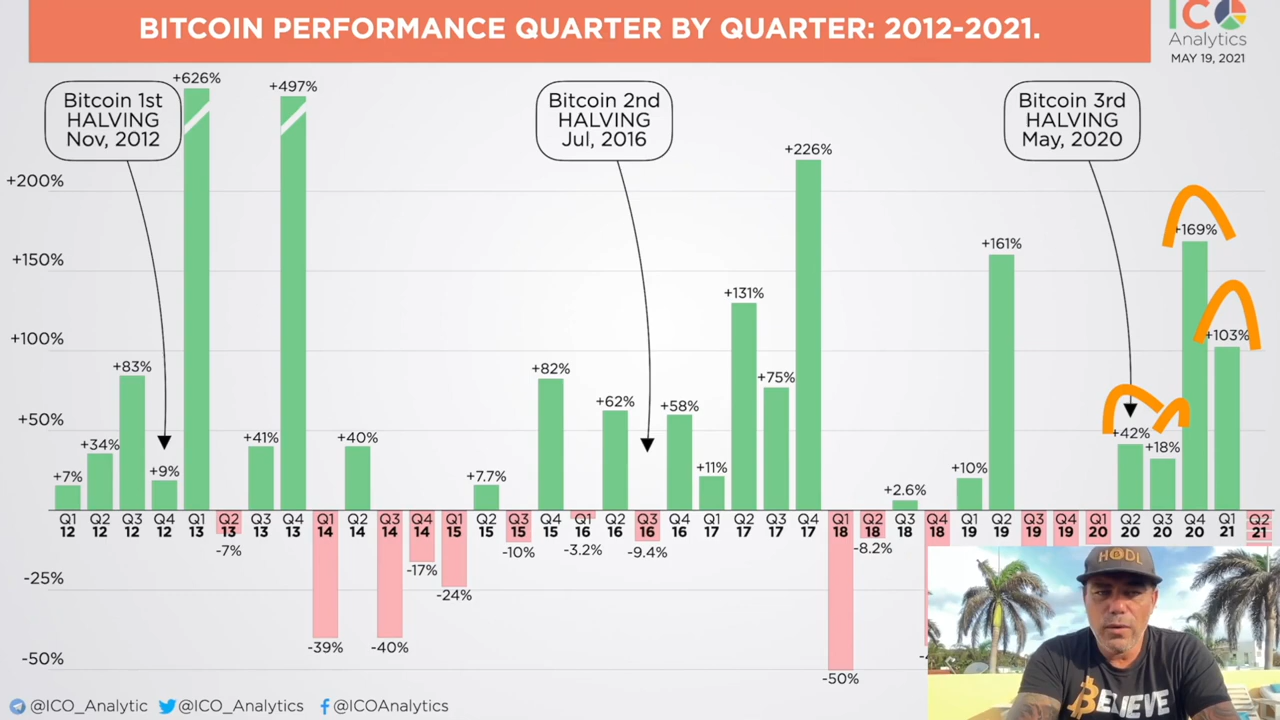 BITCOIN PERFORMANCE QUARTER BY QUARTER: 2012-2021.
ICO
Analytics
MAY 19, 2021
Bitcoin 1st
HALVING
Nov, 2012
Bitcoin 2nd
HALVING
Jul, 2016
Bitcoin 3rd
HALVING
May, 2020
+200%
+150%
+100%
+50%
-25%
-50%
+7%
+34%
+83%
+9%
+626%
-7%
+41%
+497%
-39%
+40%
-40%
-17%
-24%
+7.7%
-10%
+82%
-3.2%
+62%
-9.4%
+58%
+11%
+131%
+75%
+226%
-50%
-8.2%
+2.6%
+10%
+161%
+42%
+18%
+169%
+103%
Q1 Q2 Q3 Q4 Q1 Q2 Q3 Q4 Q1 Q2 Q3 Q4 Q1 Q2 Q3 Q4 Q1 Q2 Q3 Q4 Q1 Q2 Q3 Q4 Q1 Q2 Q3 Q4 Q1 Q2 Q3 Q4 Q1 Q2 Q3 Q4 Q1 Q2
12 12 12 12 13 13 13 13 14 14 14 14 15 15 15 15 16 16 16 16 17 17 17 17 18 18 18 18 19 19 19 19 20 20 20 20 21 21
HODL
BELIEVE
@ICO_Analytic
@ICO_Analytics
@ICOAnalytics